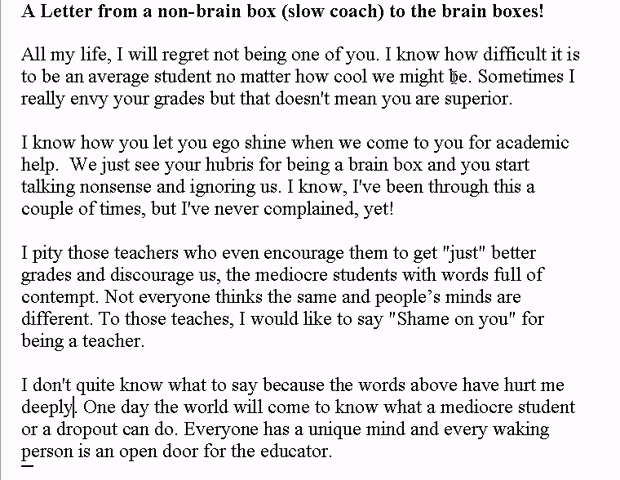 A Letter from a non-brain box (slow coach) to the brain boxes!
All my life, I will regret not being one of you. I know how difficult it is
to be an average student no matter how cool we might be. Sometimes I
really envy your grades but that doesn't mean you are superior.
I know how you let you ego shine when we come to you for academic
help.  We just see your hubris for being a brain box and you start
talking nonsense and ignoring us. I know, I've been through this a
couple of times, but I've never complained, yet!
I pity those teachers who even encourage them to get "just" better
grades and discourage us, the mediocre students with words full of
contempt. Not everyone thinks the same and people’s minds are
different. To those teaches, I would like to say "Shame on you" for
being a teacher.
I don't quite know what to say because the words above have hurt me
deeply. One day the world will come to know what a mediocre student
or a dropout can do. Everyone has a unique mind and every waking
person is an open door for the educator.